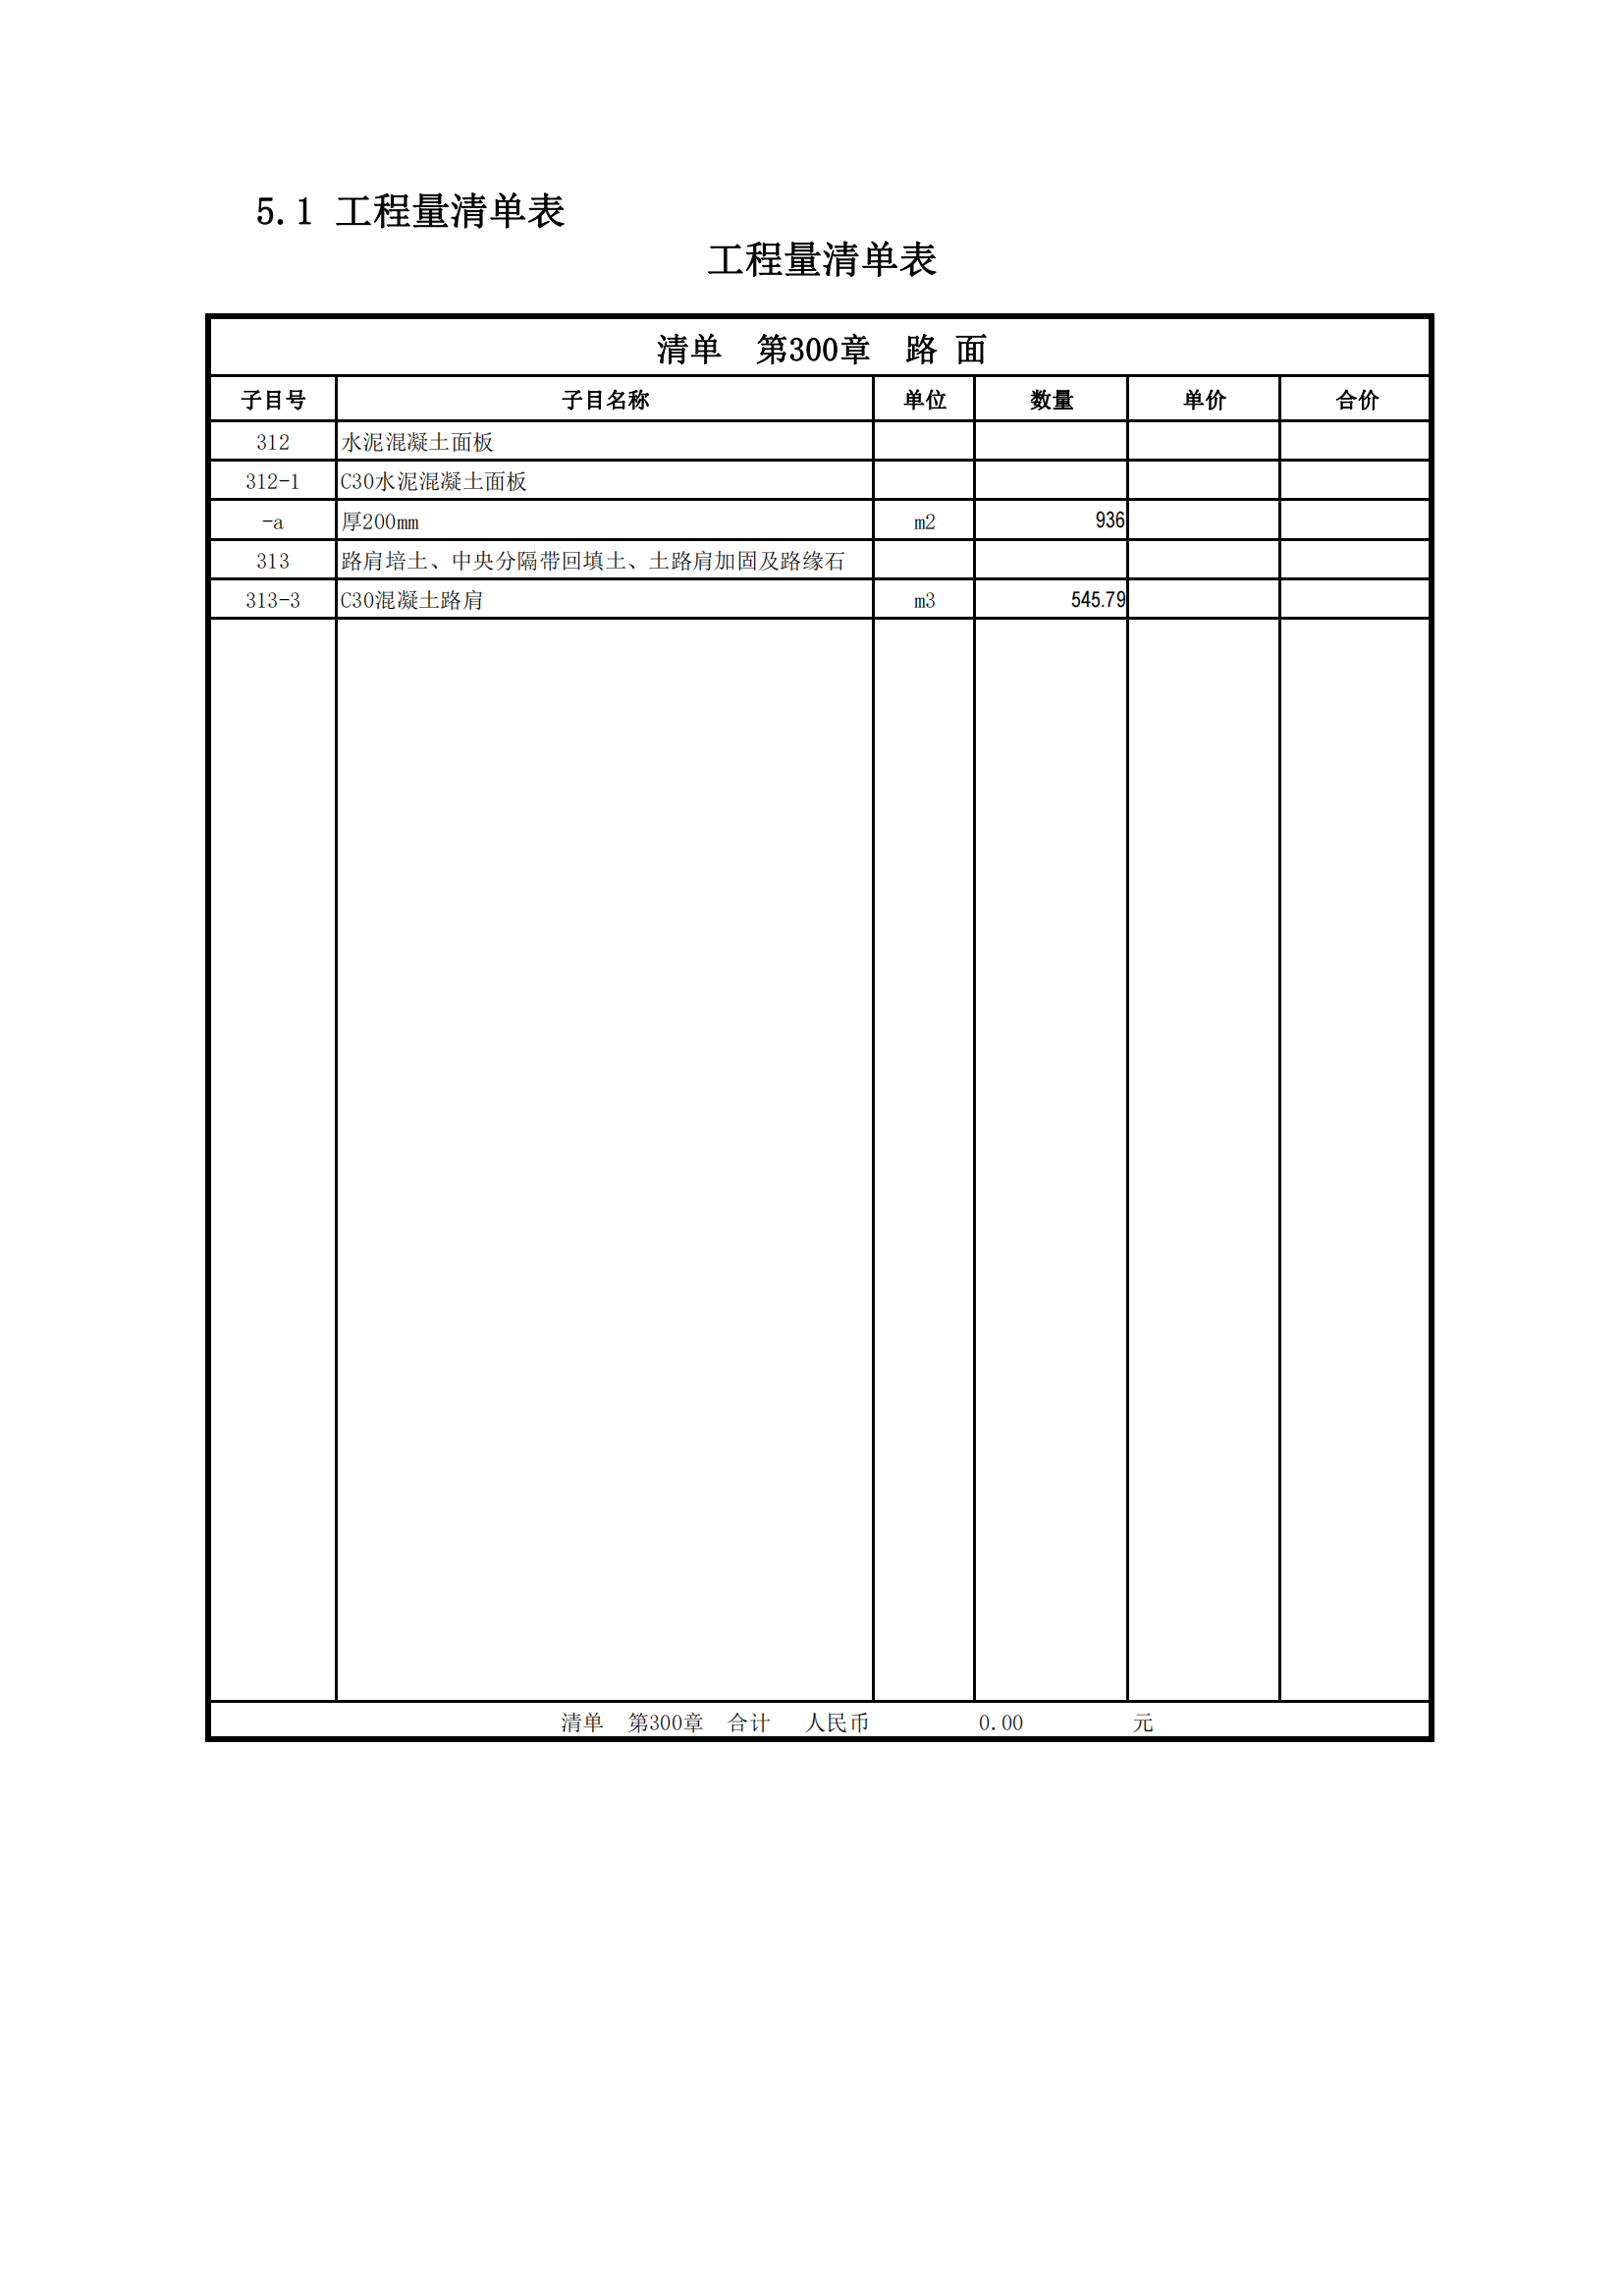 5.1 工程量清单表
工程量清单表
清单 第300章 路 面
子目号 子目名称 单位 数量 单价 合价
312 水泥混凝土面板
312-1 C30水泥混凝土面板
-a 厚200mm m2 936
313 路肩培土、中央分隔带回填土、土路肩加固及路缘石
313-3 C30混凝土路肩 m3 545.79
清单 第300章 合计 人民币 0.00 元